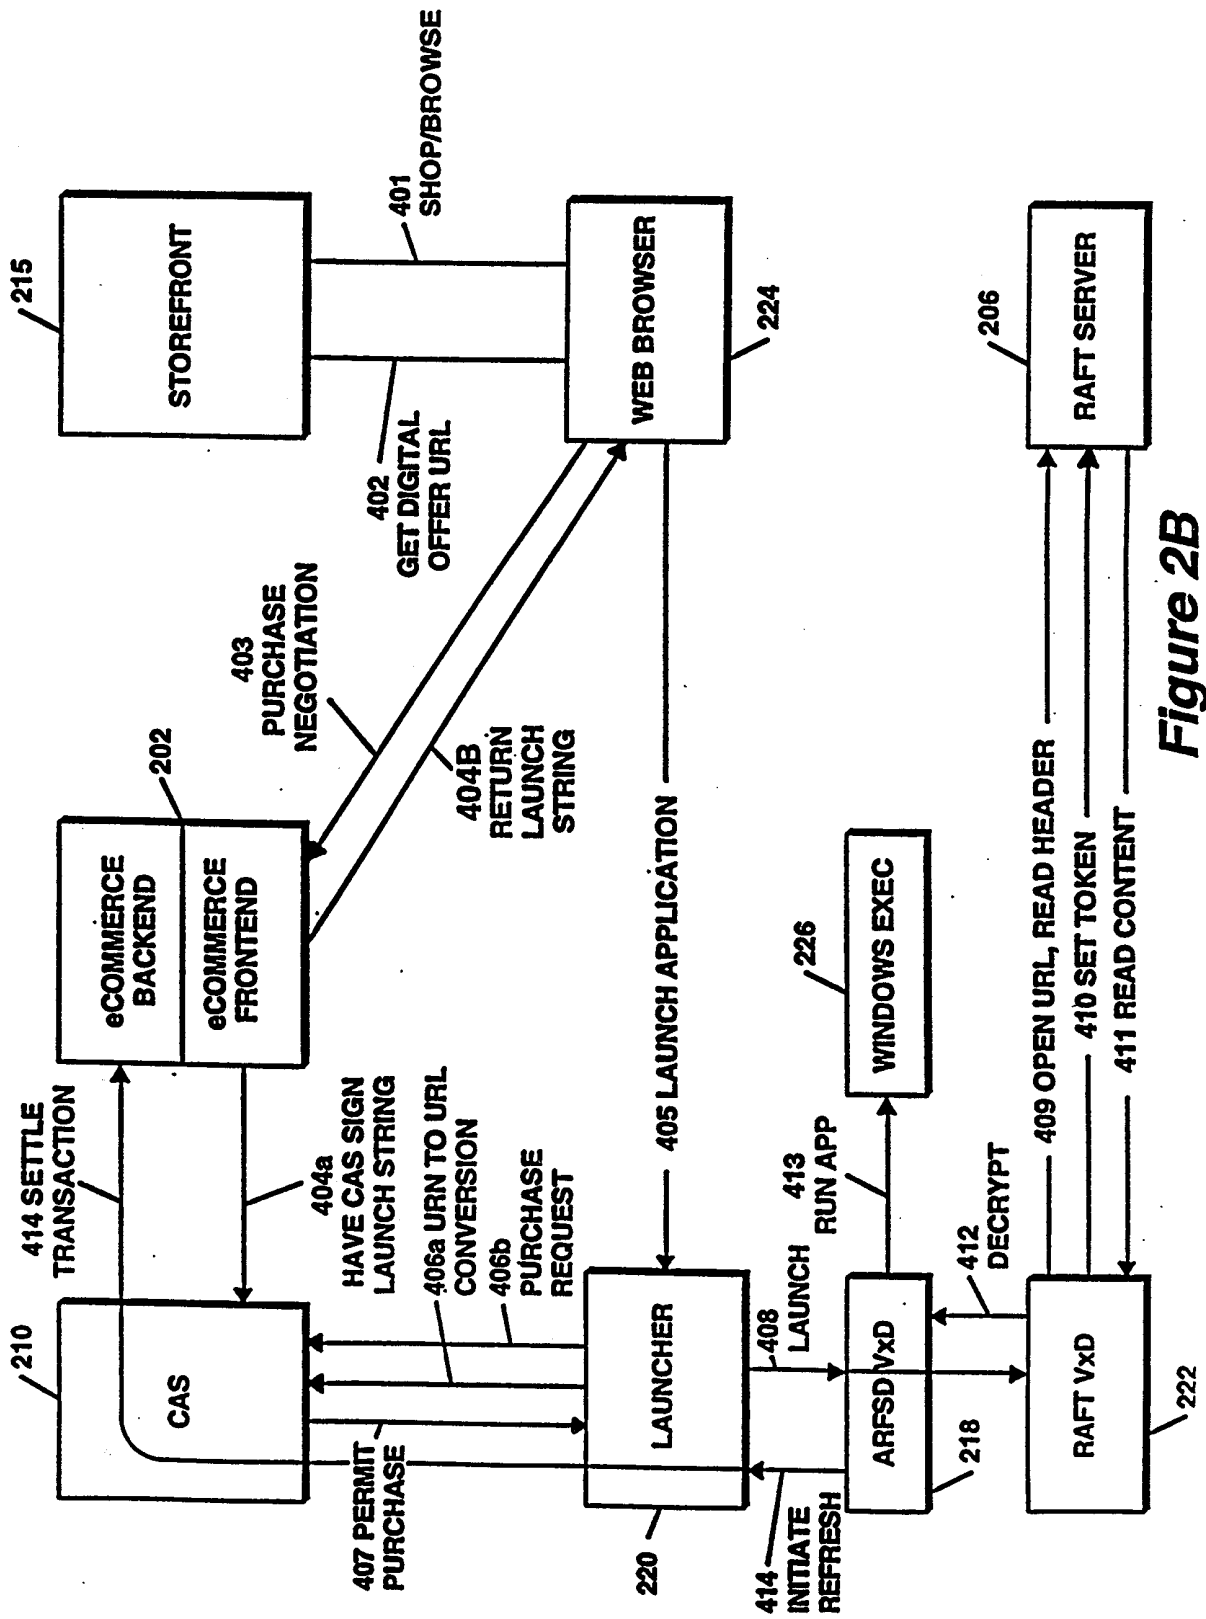 210
CAS
414 SETTLE
TRANSACTION
eCOMMERCE
BACKEND
eCOMMERCE
FRONTEND
202
215
STOREFRONT
404a
HAVE CAS SIGN
LAUNCH STRING
403
PURCHASE
NEGOTIATION
402
GET DIGITAL
OFFER URL
401
SHOP/BROWSE
404B
RETURN
LAUNCH
STRING
WEB BROWSER
224
407 PERMIT
PURCHASE
406a URN TO URL
CONVERSION
406b
PURCHASE
REQUEST
220
LAUNCHER
405 LAUNCH APPLICATION
414
INITIATE
REFRESH
408
LAUNCH
413
RUN APP
226
WINDOWS EXEC
ARFSD VxD
218
412
DECRYPT
206
RAFT SERVER
RAFT VxD
222
409 OPEN URL, READ HEADER
410 SET TOKEN
411 READ CONTENT
Figure 2B